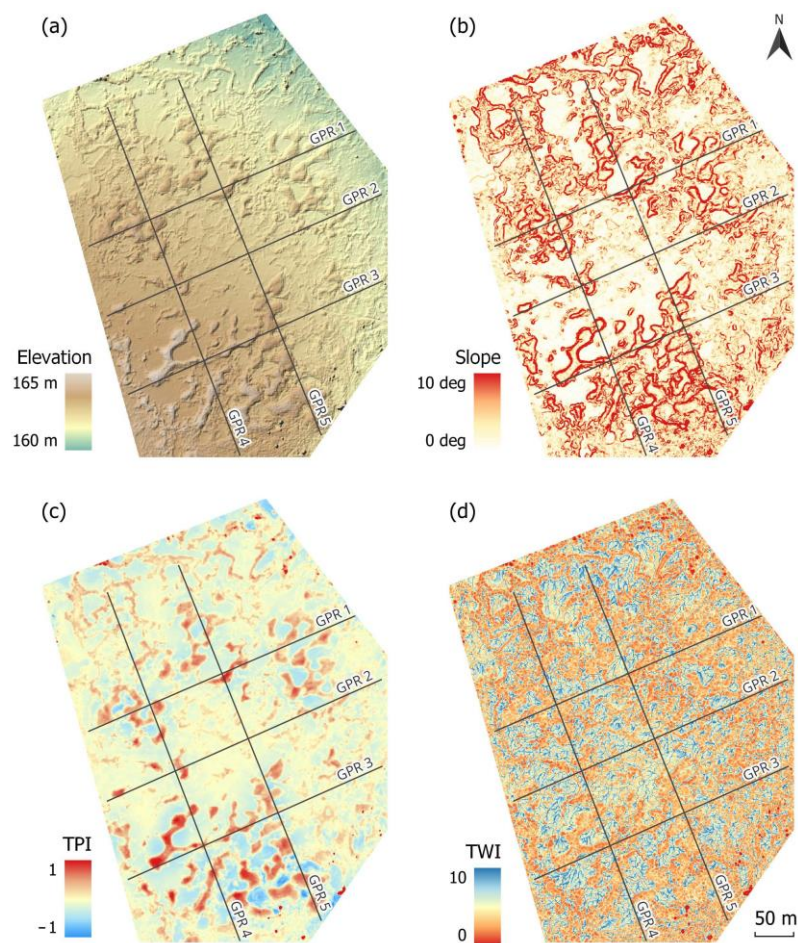 (a)
GPR 1
GPR 2
GPR 3
GPR 4
GPR 5
Elevation
165 m
160 m
(b)
N
GPR 1
GPR 2
GPR 3
GPR 4
GPR 5
Slope
10 deg
0 deg
(c)
GPR 1
GPR 2
GPR 3
GPR 4
GPR 5
TPI
1
−1
(d)
GPR 1
GPR 2
GPR 3
GPR 4
GPR 5
TWI
10
0
50 m